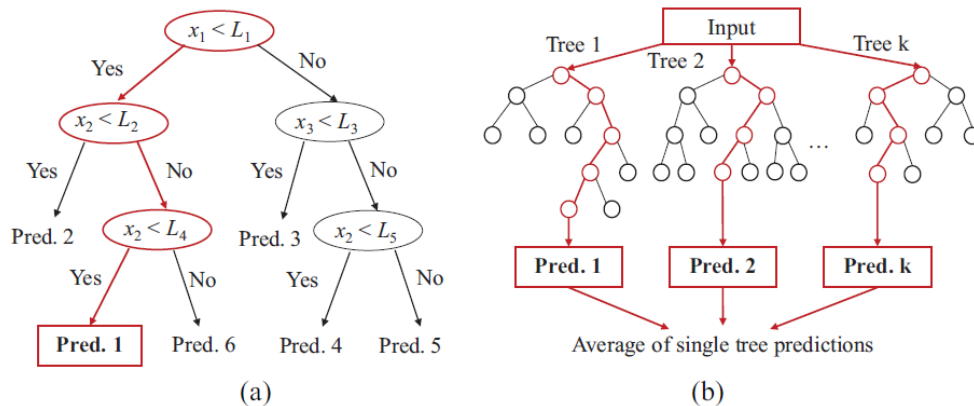 x₁ < L₁
Yes
No
x₂ < L₂
x₃ < L₃
Yes
No
Yes
No
Pred. 2
x₂ < L₄
Pred. 3
x₂ < L₅
Yes
No
Yes
No
Pred. 1
Pred. 6
Pred. 4
Pred. 5
(a)
Input
Tree 1
Tree 2
Tree k
...
Pred. 1
Pred. 2
Pred. k
Average of single tree predictions
(b)